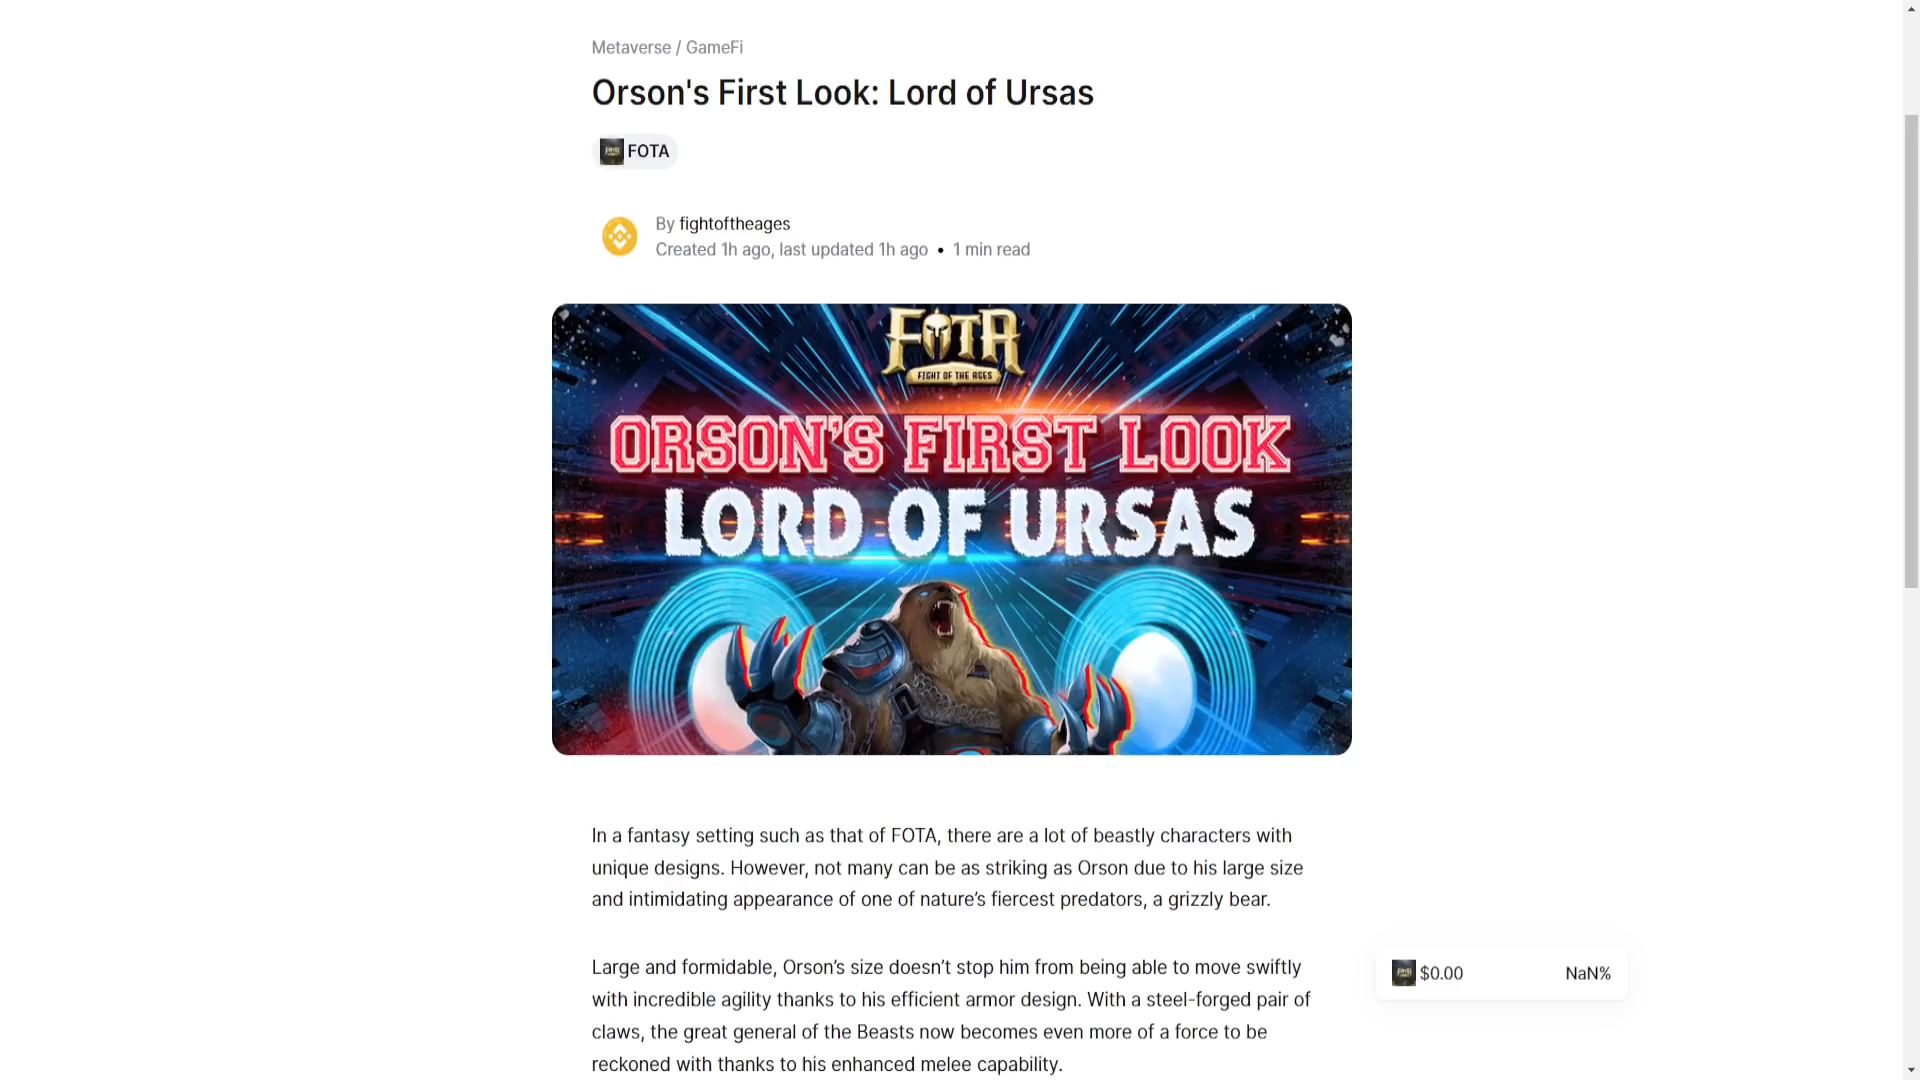 Metaverse / GameFi
Orson's First Look: Lord of Ursas
FOTA
By fightoftheages
Created 1h ago, last updated 1h ago • 1 min read
FOTA
FIGHT OF THE AGES
ORSON'S FIRST LOOK
LORD OF URSAS
In a fantasy setting such as that of FOTA, there are a lot of beastly characters with
unique designs. However, not many can be as striking as Orson due to his large size
and intimidating appearance of one of nature’s fiercest predators, a grizzly bear.
Large and formidable, Orson’s size doesn’t stop him from being able to move swiftly
with incredible agility thanks to his efficient armor design. With a steel-forged pair of
claws, the great general of the Beasts now becomes even more of a force to be
reckoned with thanks to his enhanced melee capability.
$0.00 NaN%